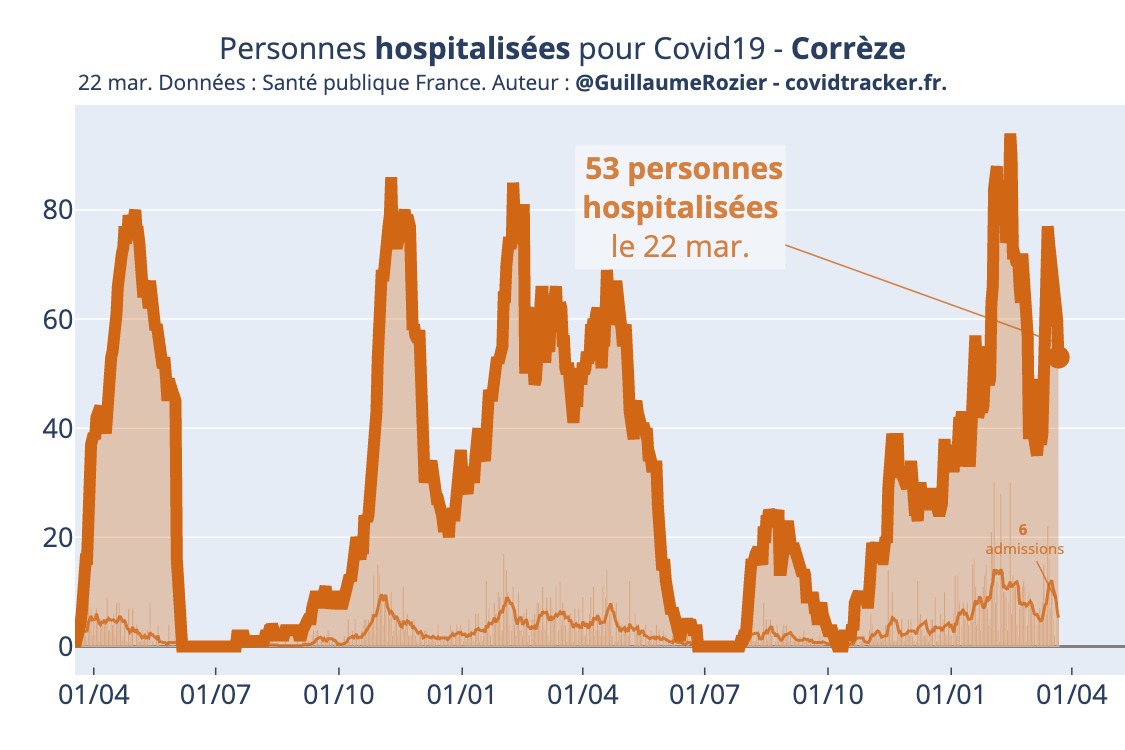 Personnes hospitalisées pour Covid19 - Corrèze
22 mar. Données : Santé publique France. Auteur : @GuillaumeRozier - covidtracker.fr.
53 personnes
hospitalisées
le 22 mar.
80
60
40
20
0
6
admissions
01/04 01/07 01/10 01/01 01/04 01/07 01/10 01/01 01/04